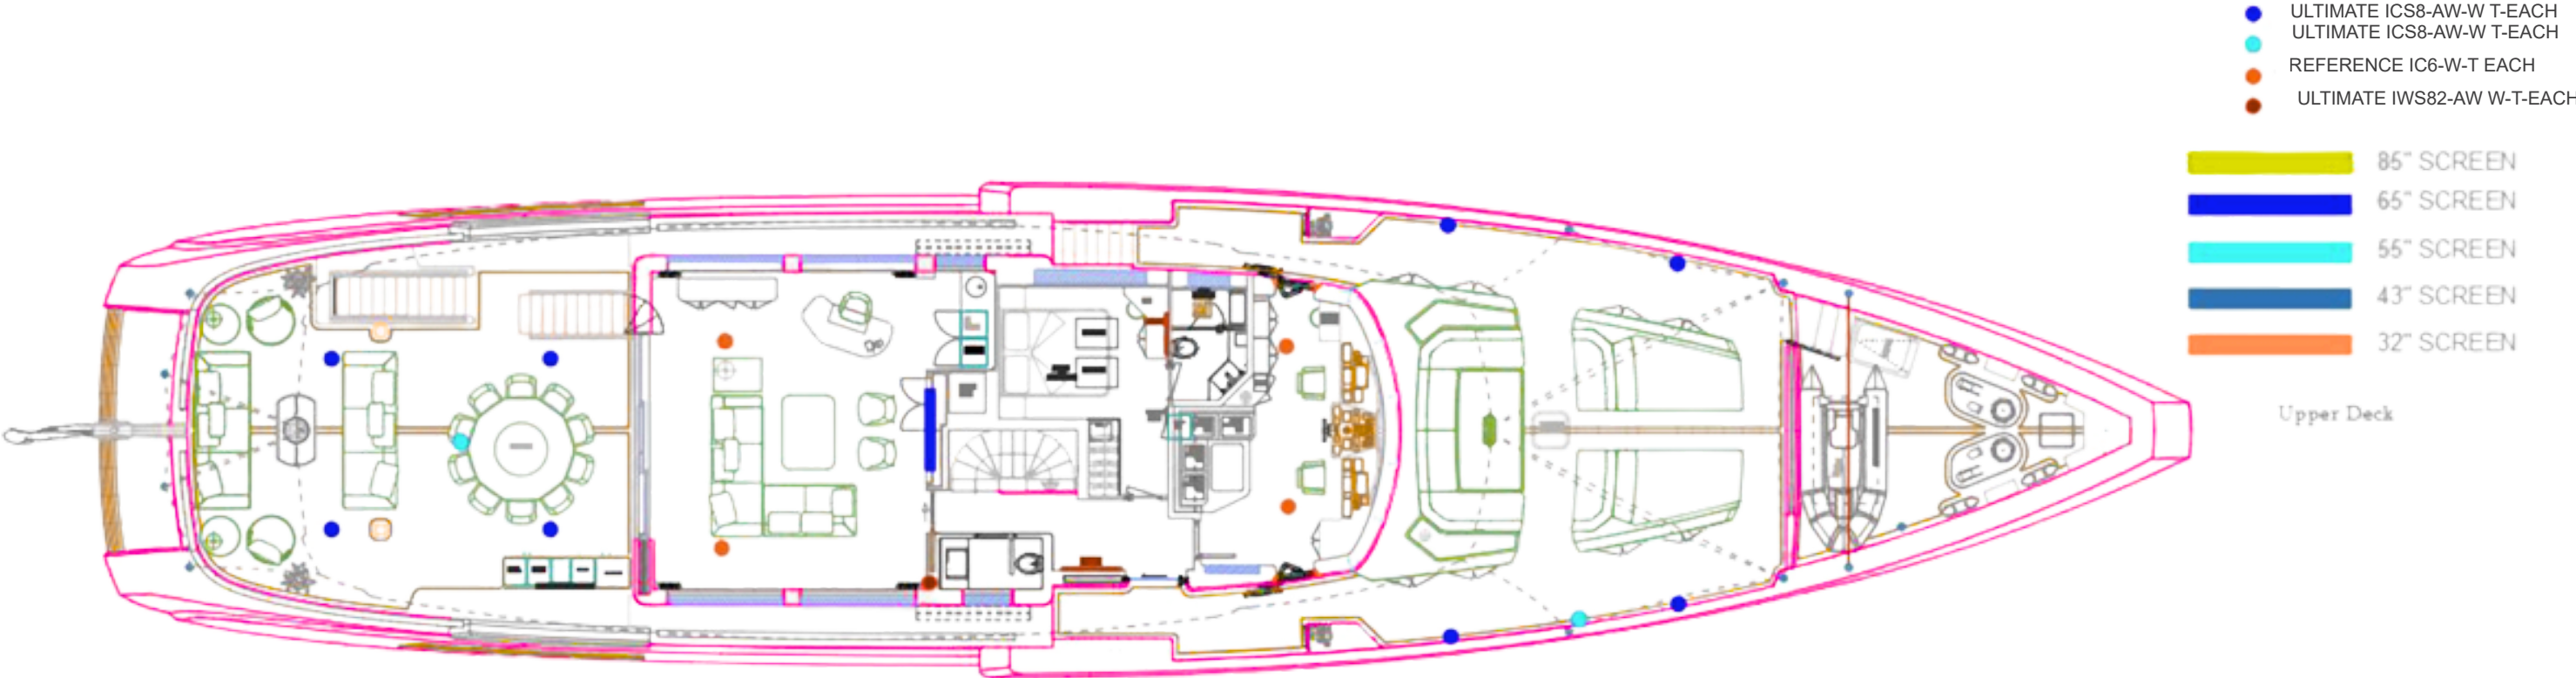 ULTIMATE ICS8-AW-W T-EACH
ULTIMATE ICS8-AW-W T-EACH
REFERENCE IC6-W-T EACH
ULTIMATE IWS82-AW W-T-EACH
85" SCREEN
65" SCREEN
55" SCREEN
43" SCREEN
32" SCREEN
Upper Deck